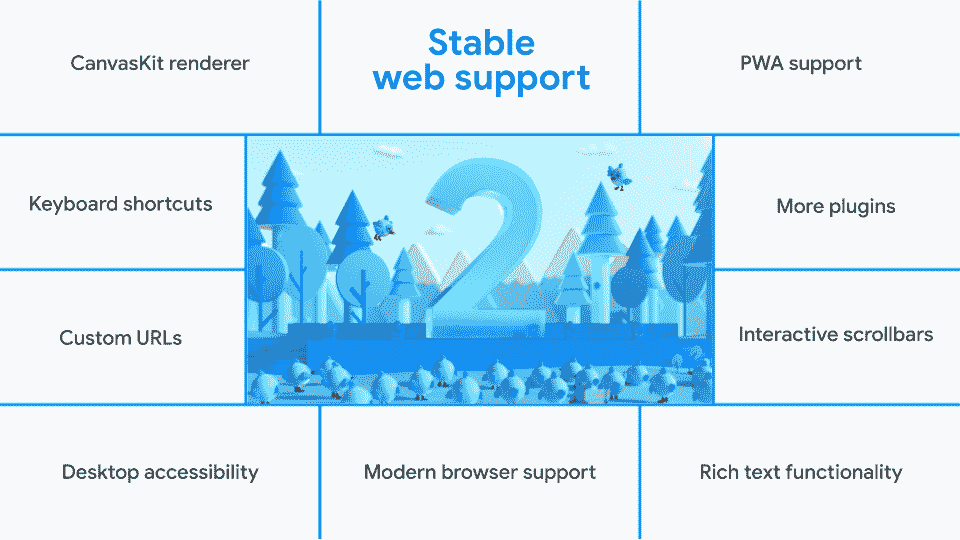 CanvasKit renderer
Stable
web support
PWA support
Keyboard shortcuts
2
More plugins
Custom URLs
Interactive scrollbars
Desktop accessibility
Modern browser support
Rich text functionality